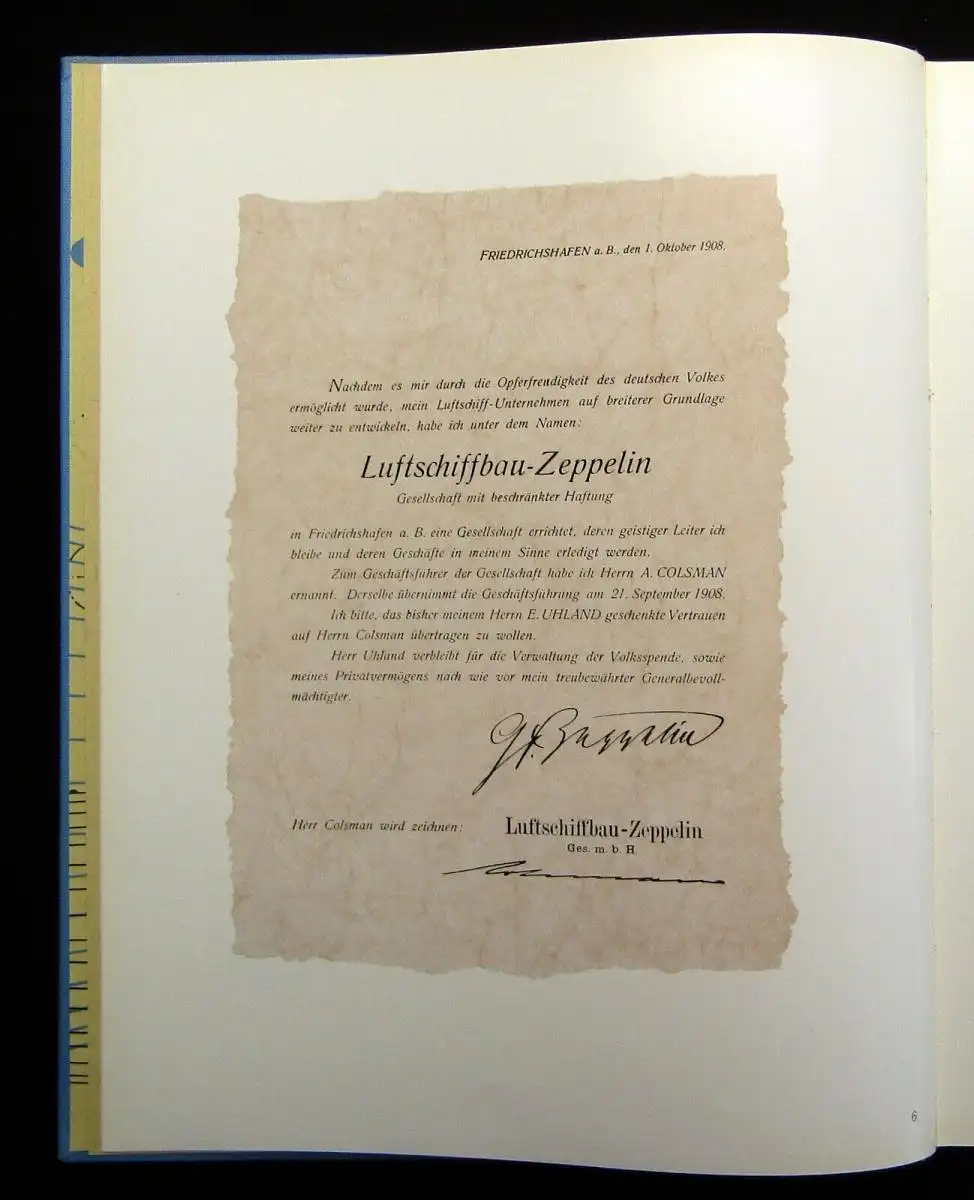 FRIEDRICHSHAFEN a. B., den 1. Oktober 1908.
Nachdem es mir durch die Opferfreudigkeit des deutschen Volkes
ermöglicht wurde, mein Luftschiff-Unternehmen auf breiterer Grundlage
weiter zu entwickeln, habe ich unter dem Namen:
Luftschiffbau-Zeppelin
Gesellschaft mit beschränkter Haftung
in Friedrichshafen a. B. eine Gesellschaft errichtet, deren geistiger Leiter ich
bleibe und deren Geschäfte in meinem Sinne erledigt werden.
Zum Geschäftsführer der Gesellschaft habe ich Herrn A. COLSMAN
ernannt. Derselbe übernimmt die Geschäftsführung am 21. September 1908.
Ich bitte, das bisher meinem Herrn E. UHLAND geschenkte Vertrauen
auf Herrn Colsman übertragen zu wollen.
Herr Uhland verbleibt für die Verwaltung der Volksspende, sowie
meines Privatvermögens nach wie vor mein treubewährter Generalbevoll-
mächtigter.
Gf. Zeppelin
Herr Colsman wird zeichnen:
Luftschiffbau-Zeppelin
Ges. m. b. H.
Colsman
6